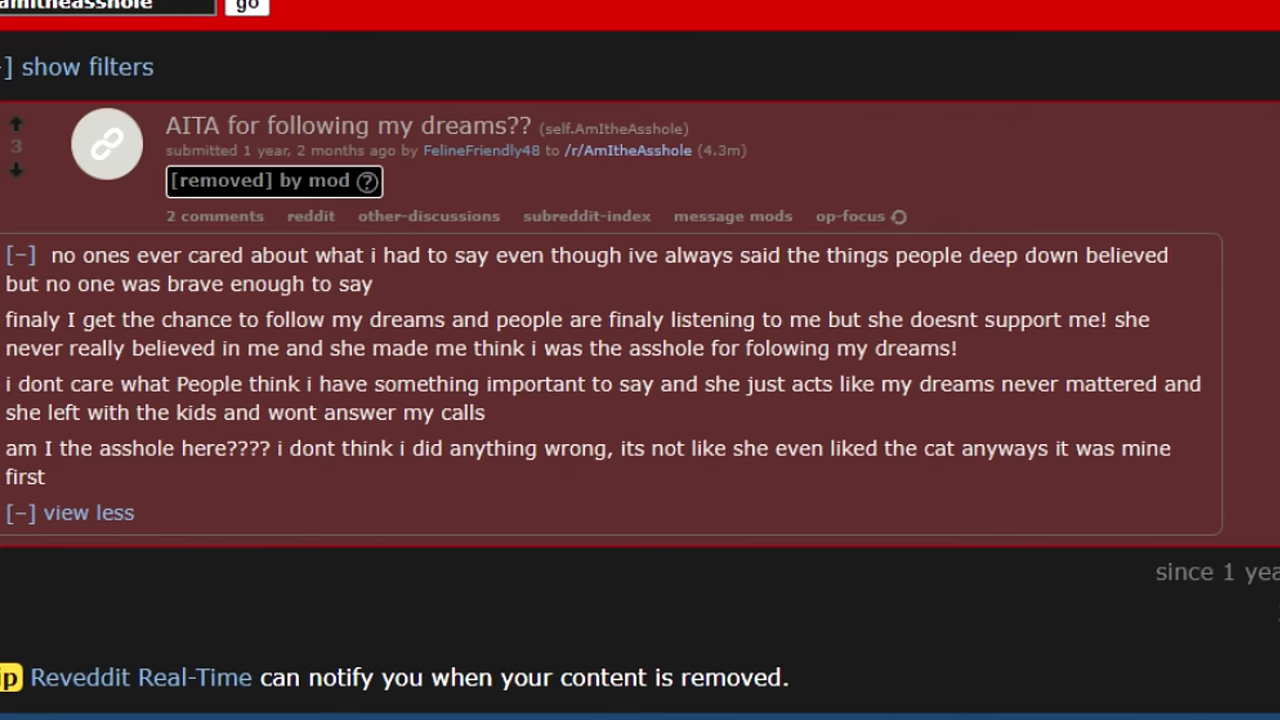 amitheasshole
go
-] show filters
AITA for following my dreams?? (self.AmItheAsshole)
3
submitted 1 year, 2 months ago by FelineFriendly48 to /r/AmItheAsshole (4.3m)
[removed] by mod ?
2 comments reddit other-discussions subreddit-index message mods op-focus
[-] no ones ever cared about what i had to say even though ive always said the things people deep down believed
but no one was brave enough to say
finaly I get the chance to follow my dreams and people are finaly listening to me but she doesnt support me! she
never really believed in me and she made me think i was the asshole for folowing my dreams!
i dont care what People think i have something important to say and she just acts like my dreams never mattered and
she left with the kids and wont answer my calls
am I the asshole here???? i dont think i did anything wrong, its not like she even liked the cat anyways it was mine
first
[-] view less
since 1 yea
ip Reveddit Real-Time can notify you when your content is removed.